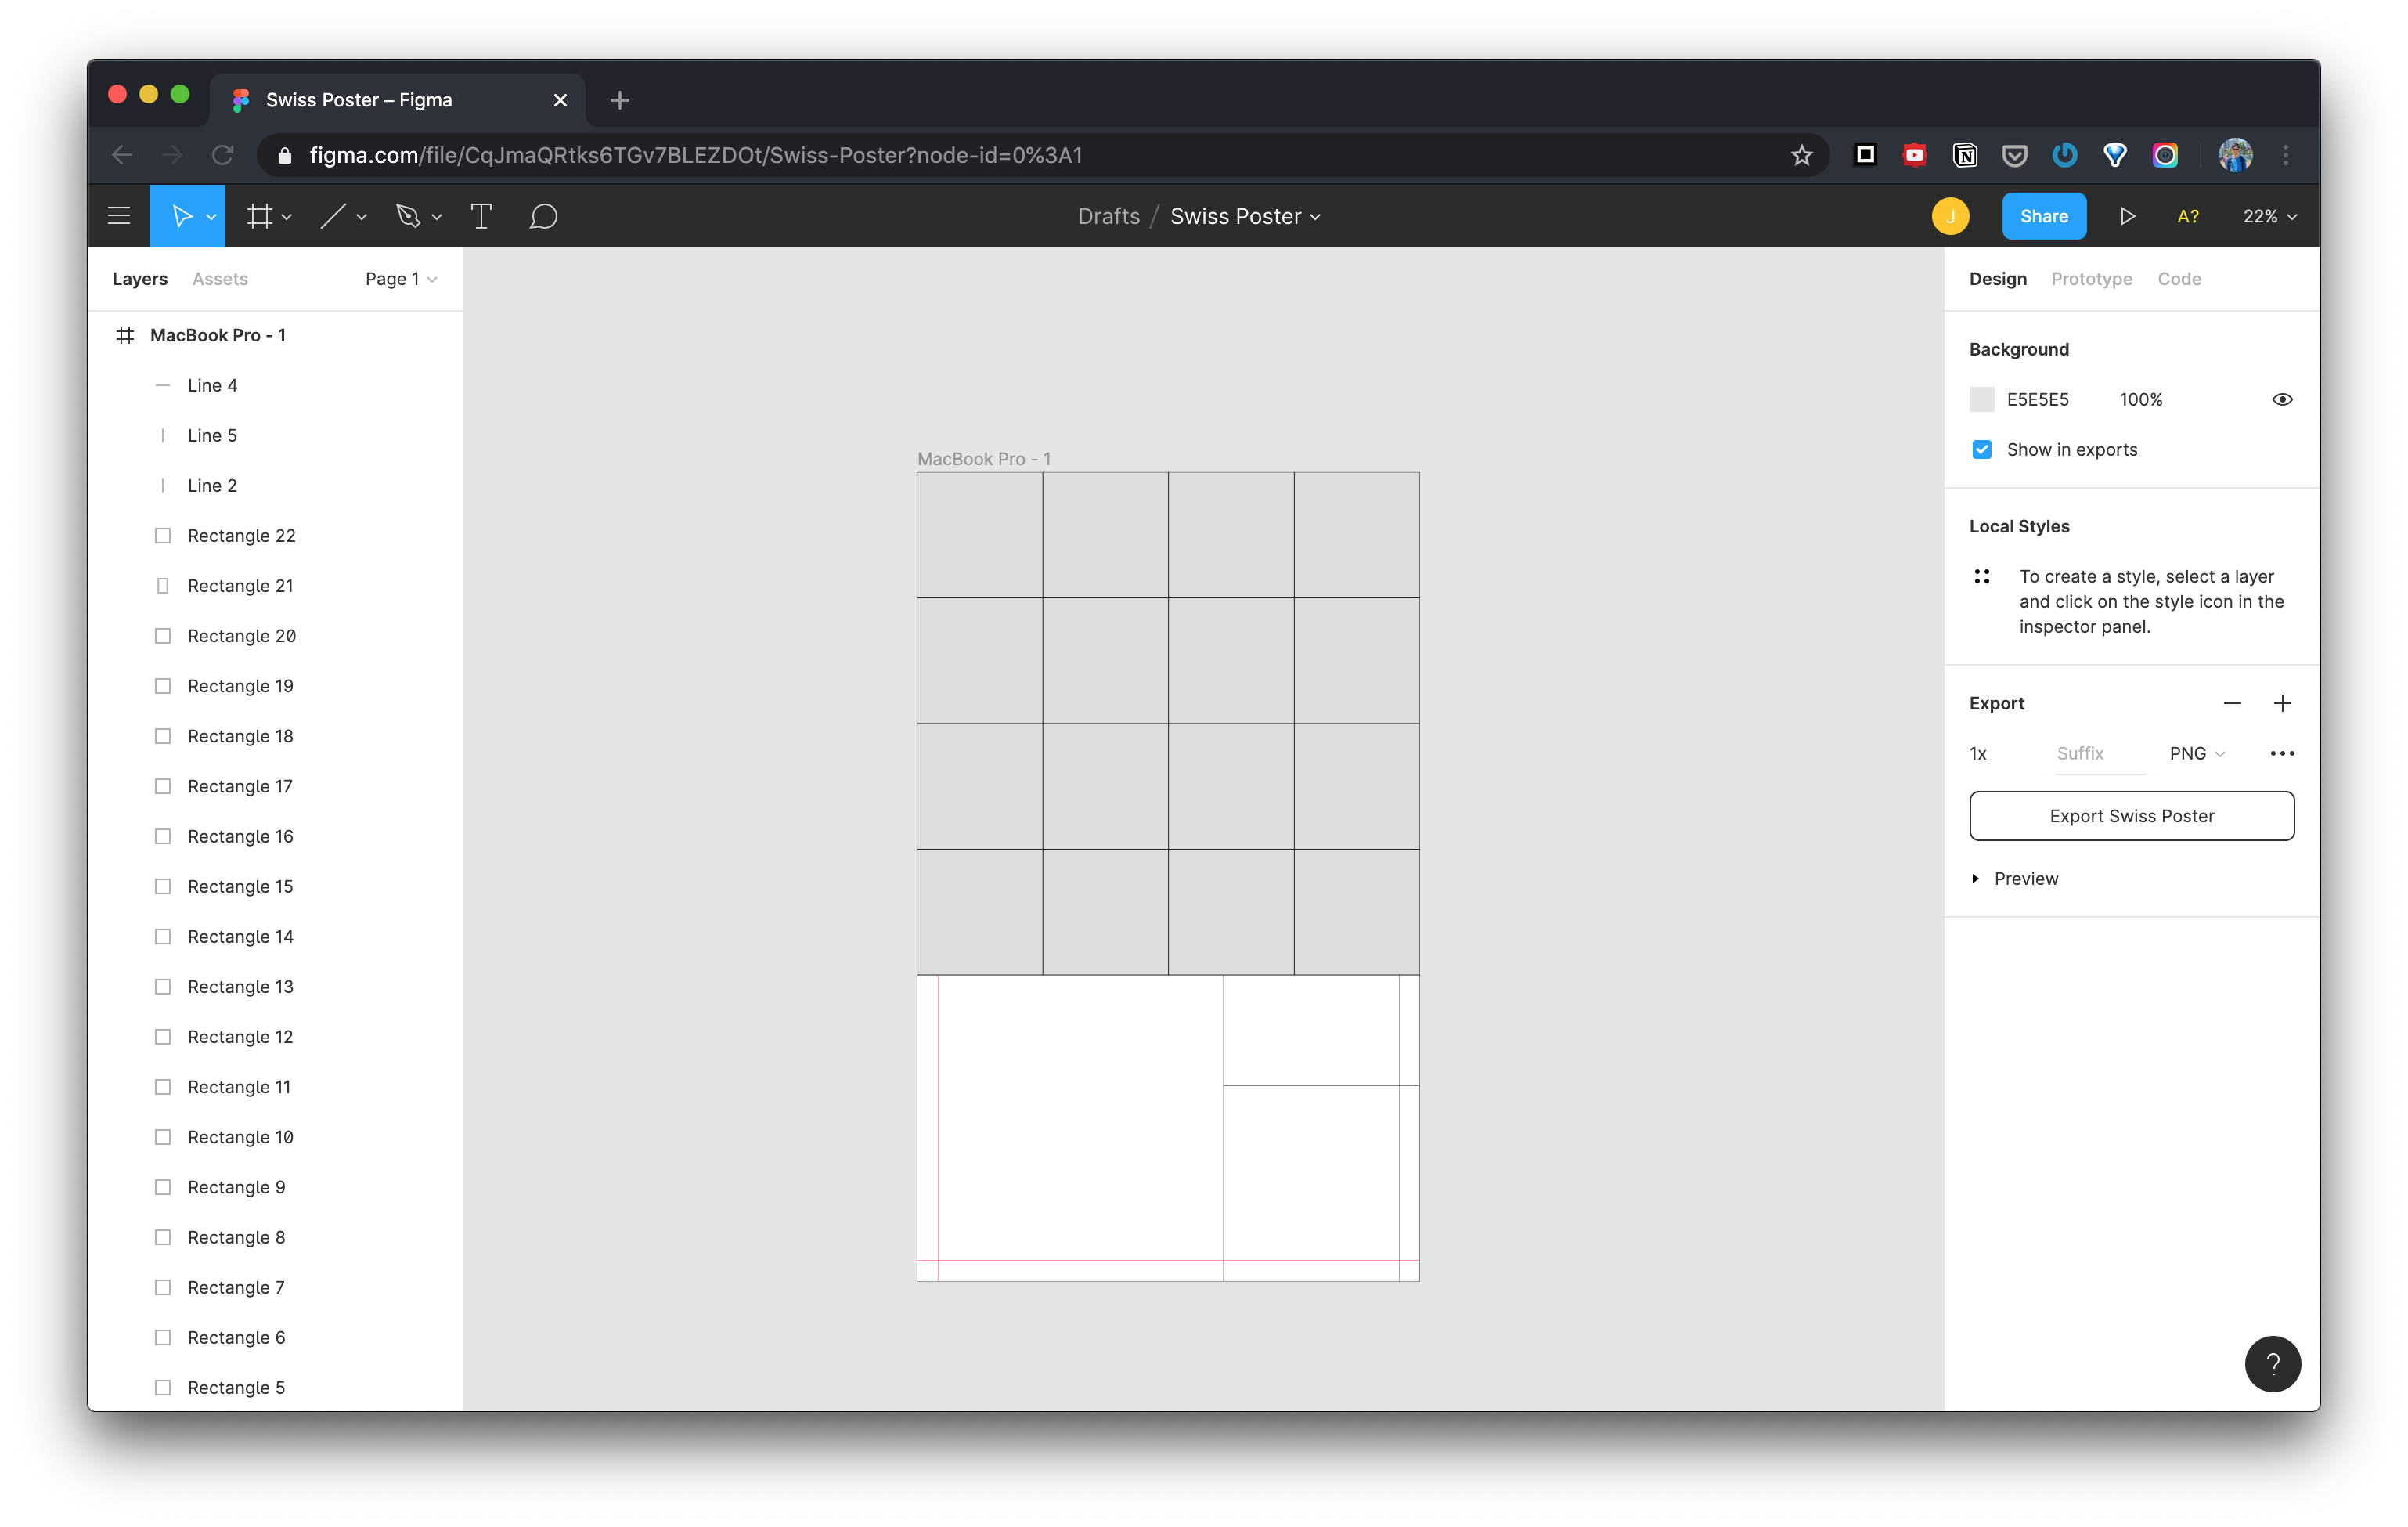 Swiss Poster – Figma
figma.com/file/CqJmaQRtks6TGv7BLEZDOt/Swiss-Poster?node-id=0%3A1
Drafts / Swiss Poster
J
Share
A?
22%
Layers
Assets
Page 1
MacBook Pro - 1
Line 4
Line 5
Line 2
Rectangle 22
Rectangle 21
Rectangle 20
Rectangle 19
Rectangle 18
Rectangle 17
Rectangle 16
Rectangle 15
Rectangle 14
Rectangle 13
Rectangle 12
Rectangle 11
Rectangle 10
Rectangle 9
Rectangle 8
Rectangle 7
Rectangle 6
Rectangle 5
MacBook Pro - 1
Design
Prototype
Code
Background
E5E5E5
100%
Show in exports
Local Styles
To create a style, select a layer
and click on the style icon in the
inspector panel.
Export
1x
Suffix
PNG
Export Swiss Poster
Preview
?